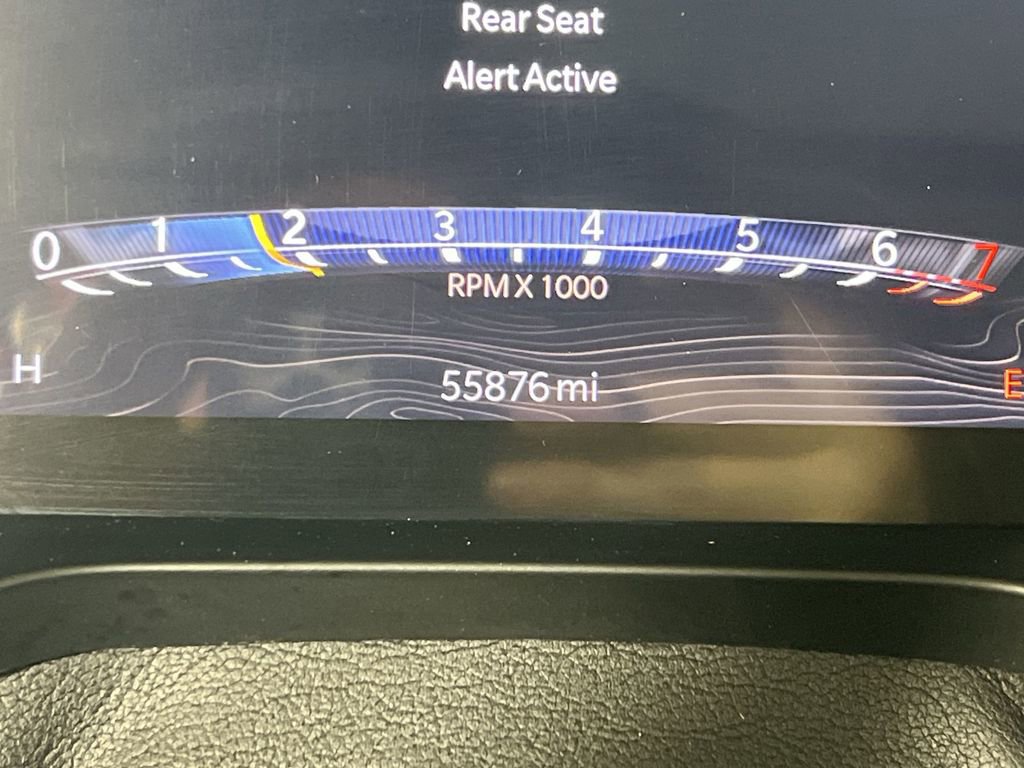 Rear Seat
Alert Active
0 1 2 3 4 5 6 7
RPM X 1000
H 55876 mi E